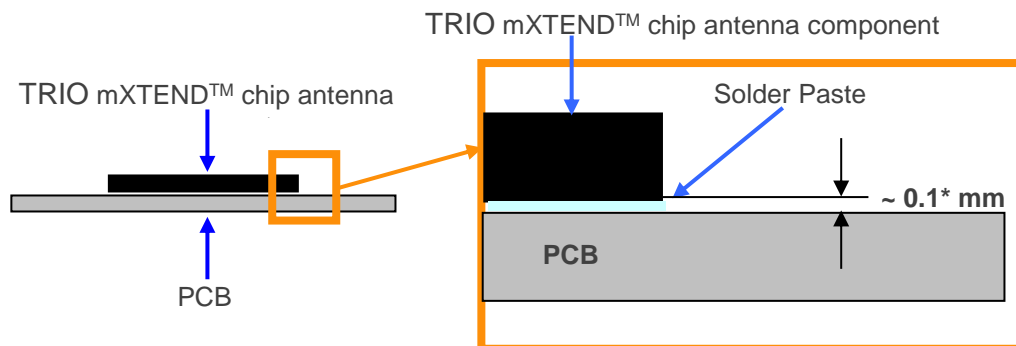 TRIO mXTEND™ chip antenna component
TRIO mXTEND™ chip antenna
Solder Paste
~ 0.1* mm
PCB
PCB